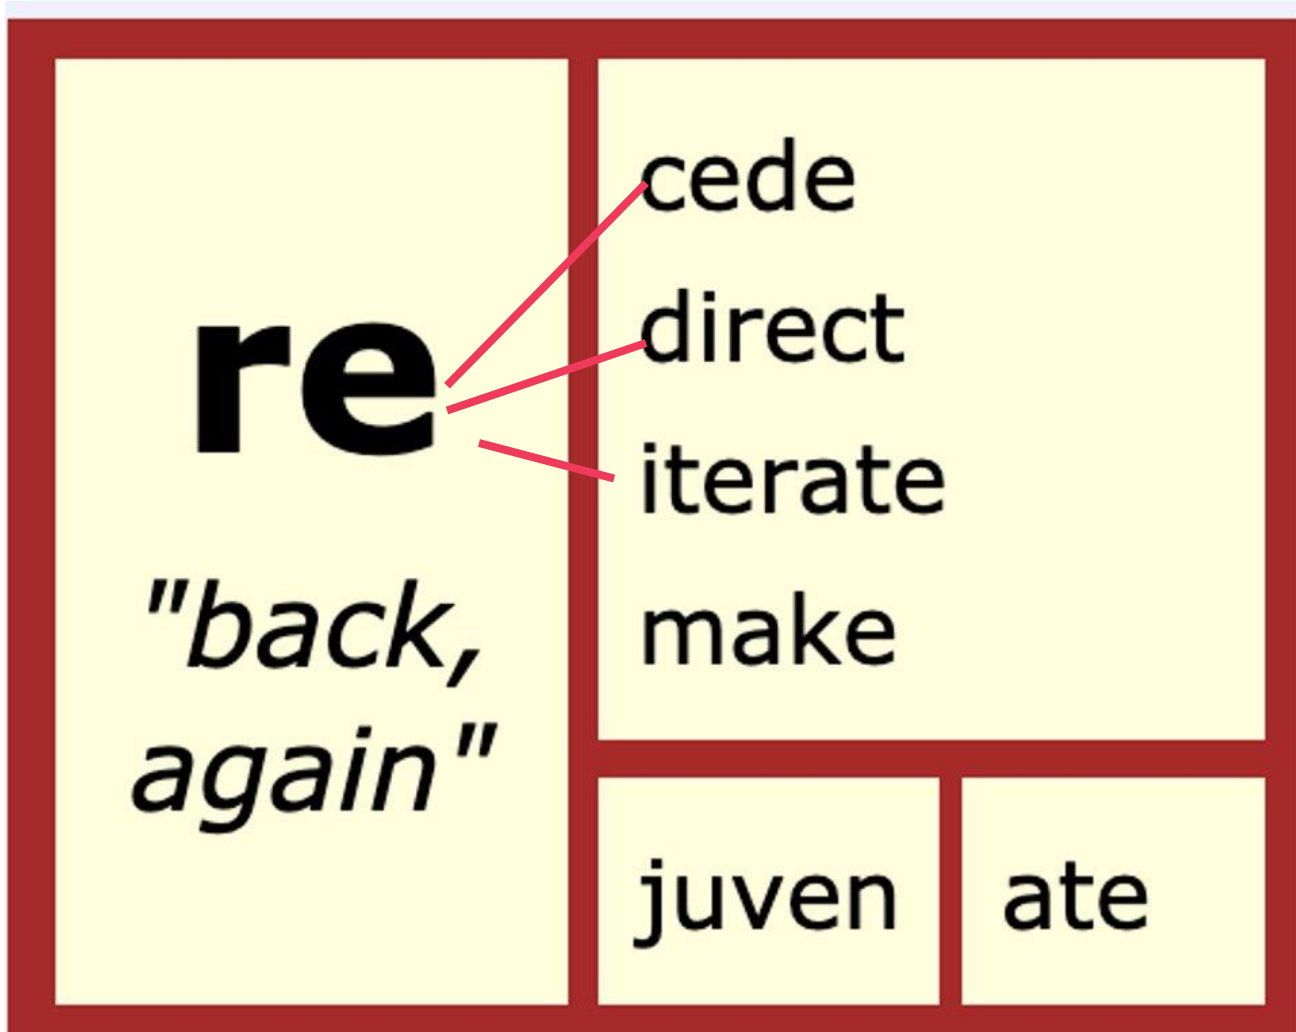 re
"back,
again"
cede
direct
iterate
make
juven
ate